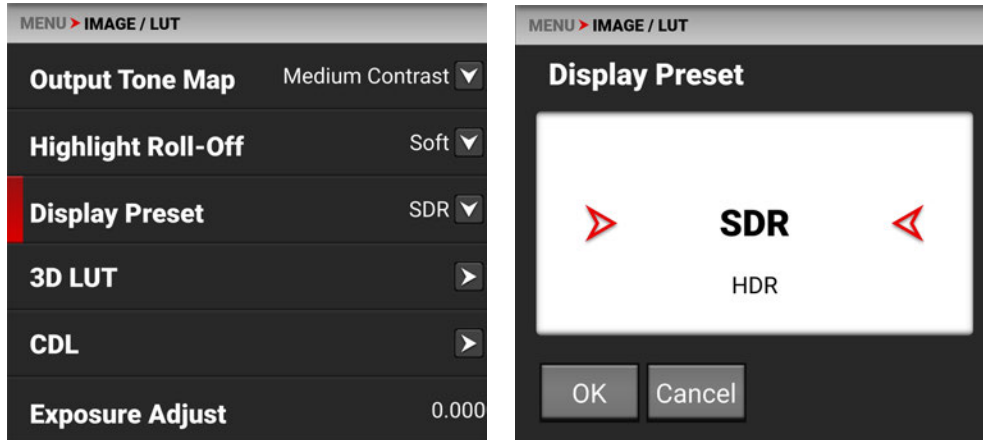 MENU > IMAGE / LUT
Output Tone Map Medium Contrast
Highlight Roll-Off Soft
Display Preset SDR
3D LUT
CDL
Exposure Adjust 0.000
MENU > IMAGE / LUT
Display Preset
SDR
HDR
OK Cancel